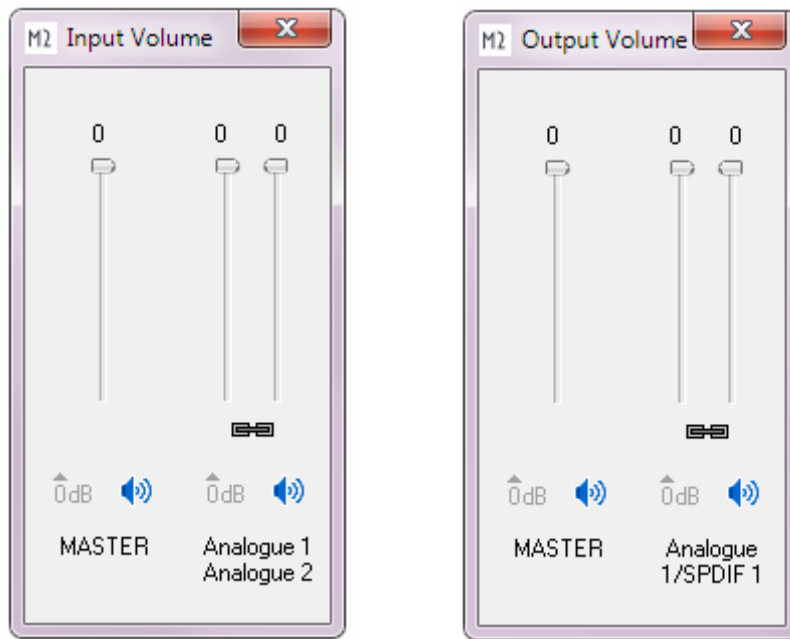 M2 Input Volume
0 0 0
0dB 0dB
MASTER
Analogue 1
Analogue 2
M2 Output Volume
0 0 0
0dB 0dB
MASTER
Analogue
1/SPDIF 1